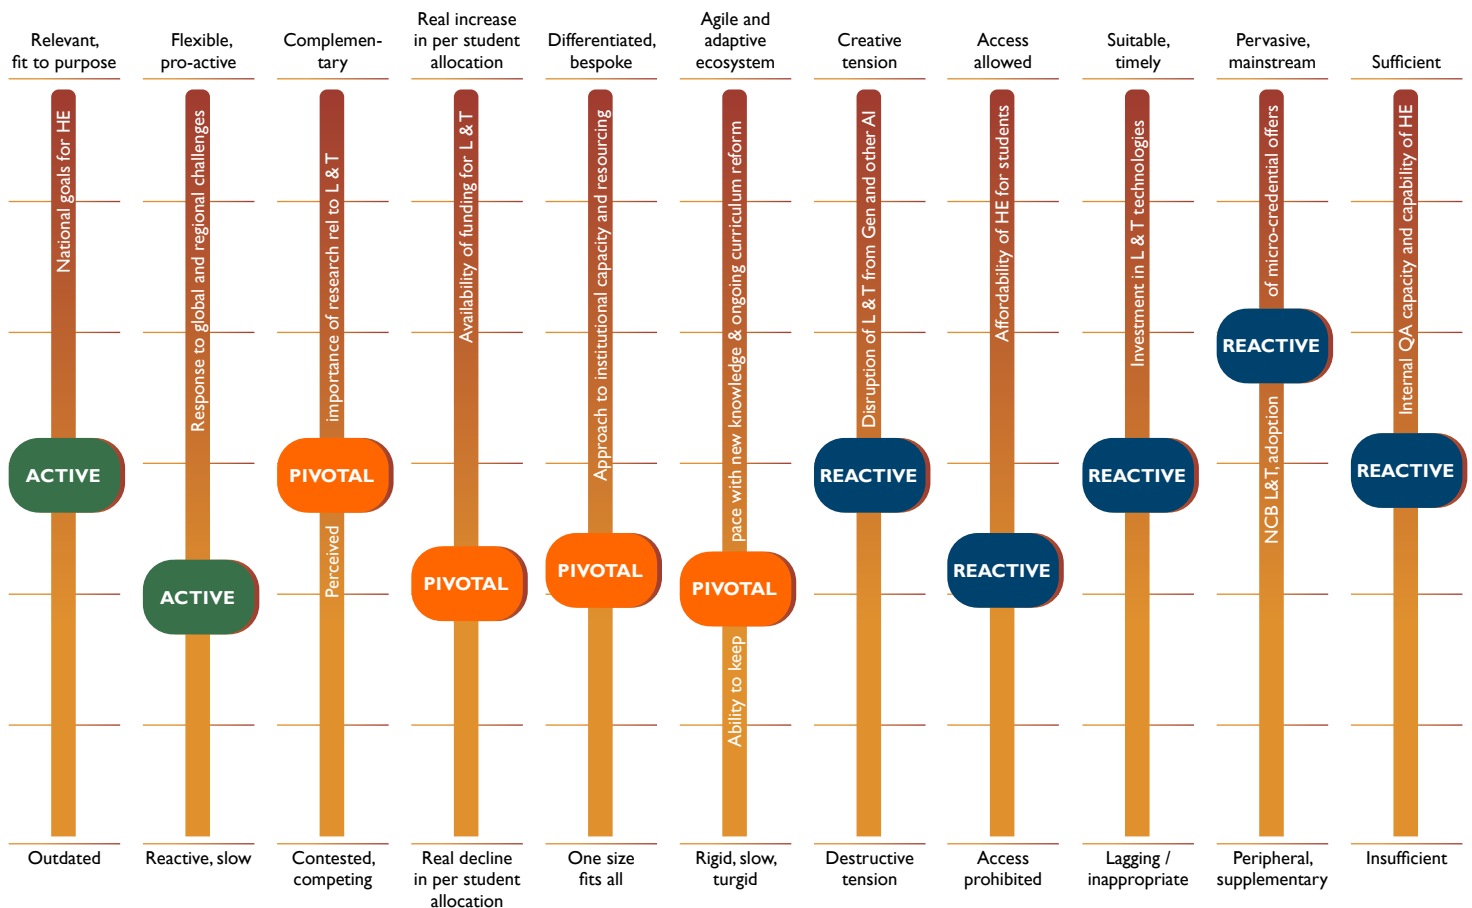 Relevant,
fit to purpose
Flexible,
pro-active
Complemen-
tary
Real increase
in per student
allocation
Differentiated,
bespoke
Agile and
adaptive
ecosystem
Creative
tension
Access
allowed
Suitable,
timely
Pervasive,
mainstream
Sufficient
National goals for HE
Response to global and regional challenges
Perceived importance of research rel to L & T
Availability of funding for L & T
Approach to institutional capacity and resourcing
Ability to keep pace with new knowledge & ongoing curriculum reform
Disruption of L & T from Gen and other AI
Affordability of HE for students
Investment in L & T technologies
NCB L&T, adoption of micro-credential offers
Internal QA capacity and capability of HE
ACTIVE
ACTIVE
PIVOTAL
PIVOTAL
PIVOTAL
PIVOTAL
REACTIVE
REACTIVE
REACTIVE
REACTIVE
REACTIVE
Outdated
Reactive, slow
Contested,
competing
Real decline
in per student
allocation
One size
fits all
Rigid, slow,
turgid
Destructive
tension
Access
prohibited
Lagging /
inappropriate
Peripheral,
supplementary
Insufficient